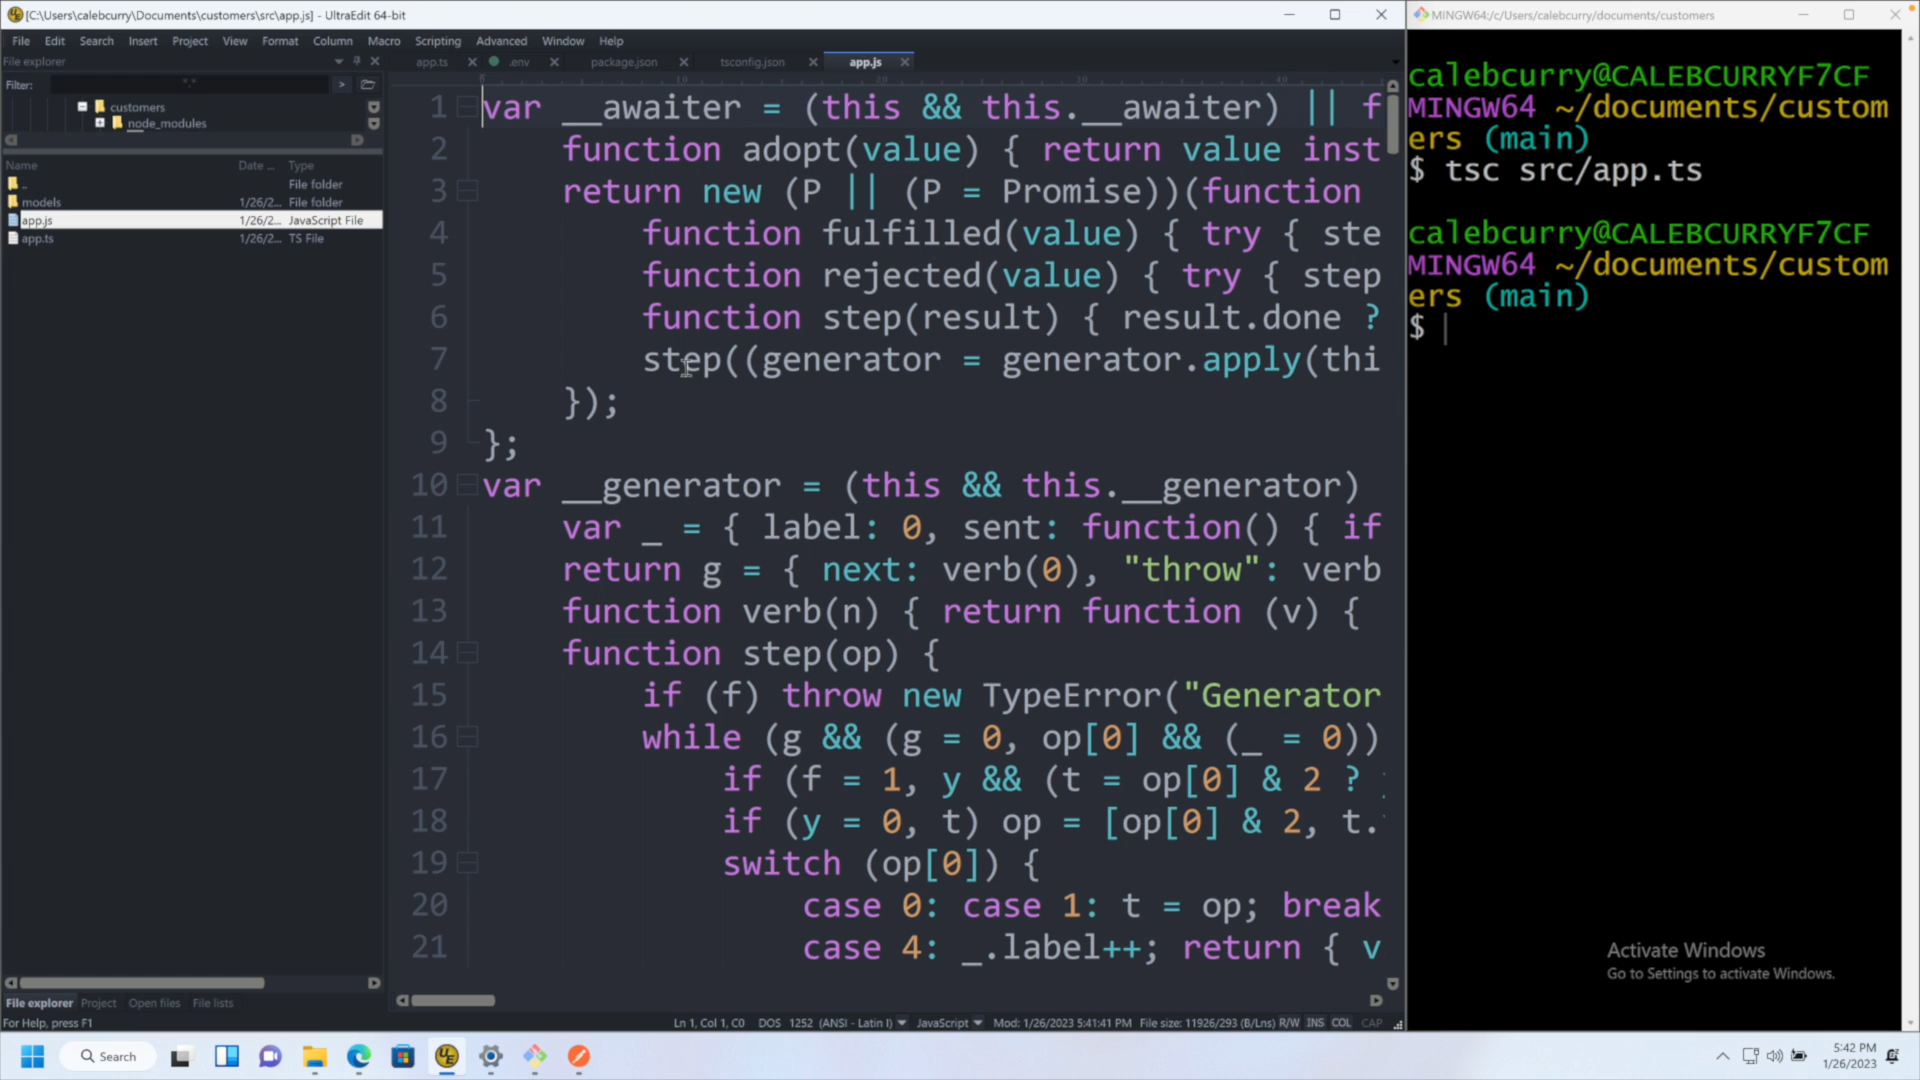 [C:\Users\calebcurry\Documents\customers\src\app.js] - UltraEdit 64-bit
File Edit Search Insert Project View Format Column Macro Scripting Advanced Window Help
File explorer
Filter: *.*
customers
node_modules
Name Date ... Type
.. File folder
models 1/26/2... File folder
app.js 1/26/2... JavaScript File
app.ts 1/26/2... TS File
File explorer Project Open files File lists
For Help, press F1
app.ts .env package.json tsconfig.json app.js
1 var __awaiter = (this && this.__awaiter) || f
2 function adopt(value) { return value inst
3 return new (P || (P = Promise))(function
4 function fulfilled(value) { try { ste
5 function rejected(value) { try { step
6 function step(result) { result.done ?
7 step((generator = generator.apply(thi
8 });
9 };
10 var __generator = (this && this.__generator)
11 var _ = { label: 0, sent: function() { if
12 return g = { next: verb(0), "throw": verb
13 function verb(n) { return function (v) {
14 function step(op) {
15 if (f) throw new TypeError("Generator
16 while (g && (g = 0, op[0] && (_ = 0))
17 if (f = 1, y && (t = op[0] & 2 ?
18 if (y = 0, t) op = [op[0] & 2, t.
19 switch (op[0]) {
20 case 0: case 1: t = op; break
21 case 4: _.label++; return { v
Ln 1, Col 1, C0 DOS 1252 (ANSI - Latin I) JavaScript Mod: 1/26/2023 5:41:41 PM File size: 11926/293 (B/Lns) R/W INS COL CAP
MINGW64:/c/Users/calebcurry/documents/customers
calebcurry@CALEBCURRYF7CF
MINGW64 ~/documents/custom
ers (main)
$ tsc src/app.ts
calebcurry@CALEBCURRYF7CF
MINGW64 ~/documents/custom
ers (main)
$
Activate Windows
Go to Settings to activate Windows.
Search
5:42 PM
1/26/2023